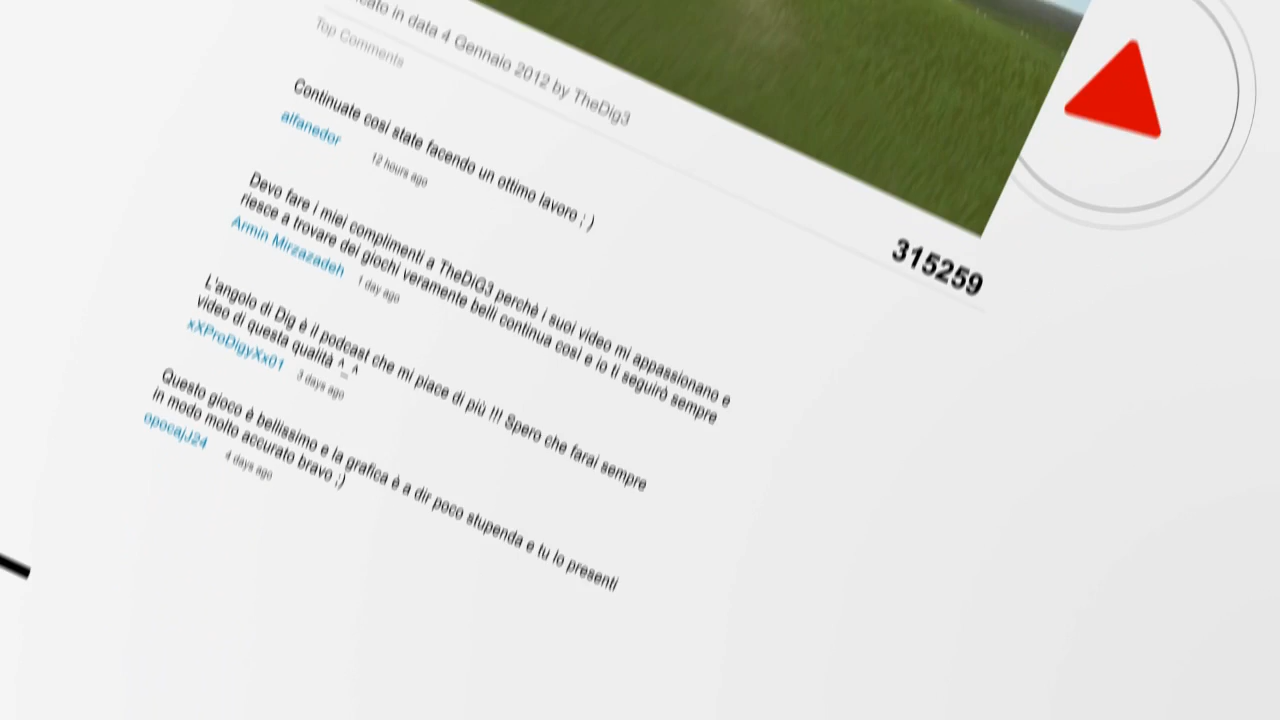 in data 4 Gennaio 2012 by TheDig3
315259
Top Comments
Continuate cosi state facendo un ottimo lavoro ; )
alfanedor 12 hours ago
Devo fare i miei complimenti a TheDiG3 perchè i suoi video mi appassionano e
riesce a trovare dei giochi veramente belli continua cosi e io ti seguirò sempre
Armin Mirzazadeh 1 day ago
L'angolo di Dig è il podcast che mi piace di più !!! Spero che farai sempre
video di questa qualità ^_^
xXProDigyXx01 3 days ago
Questo gioco è bellissimo e la grafica è a dir poco stupenda e tu lo presenti
in modo molto accurato bravo ;)
opocajJ24 4 days ago